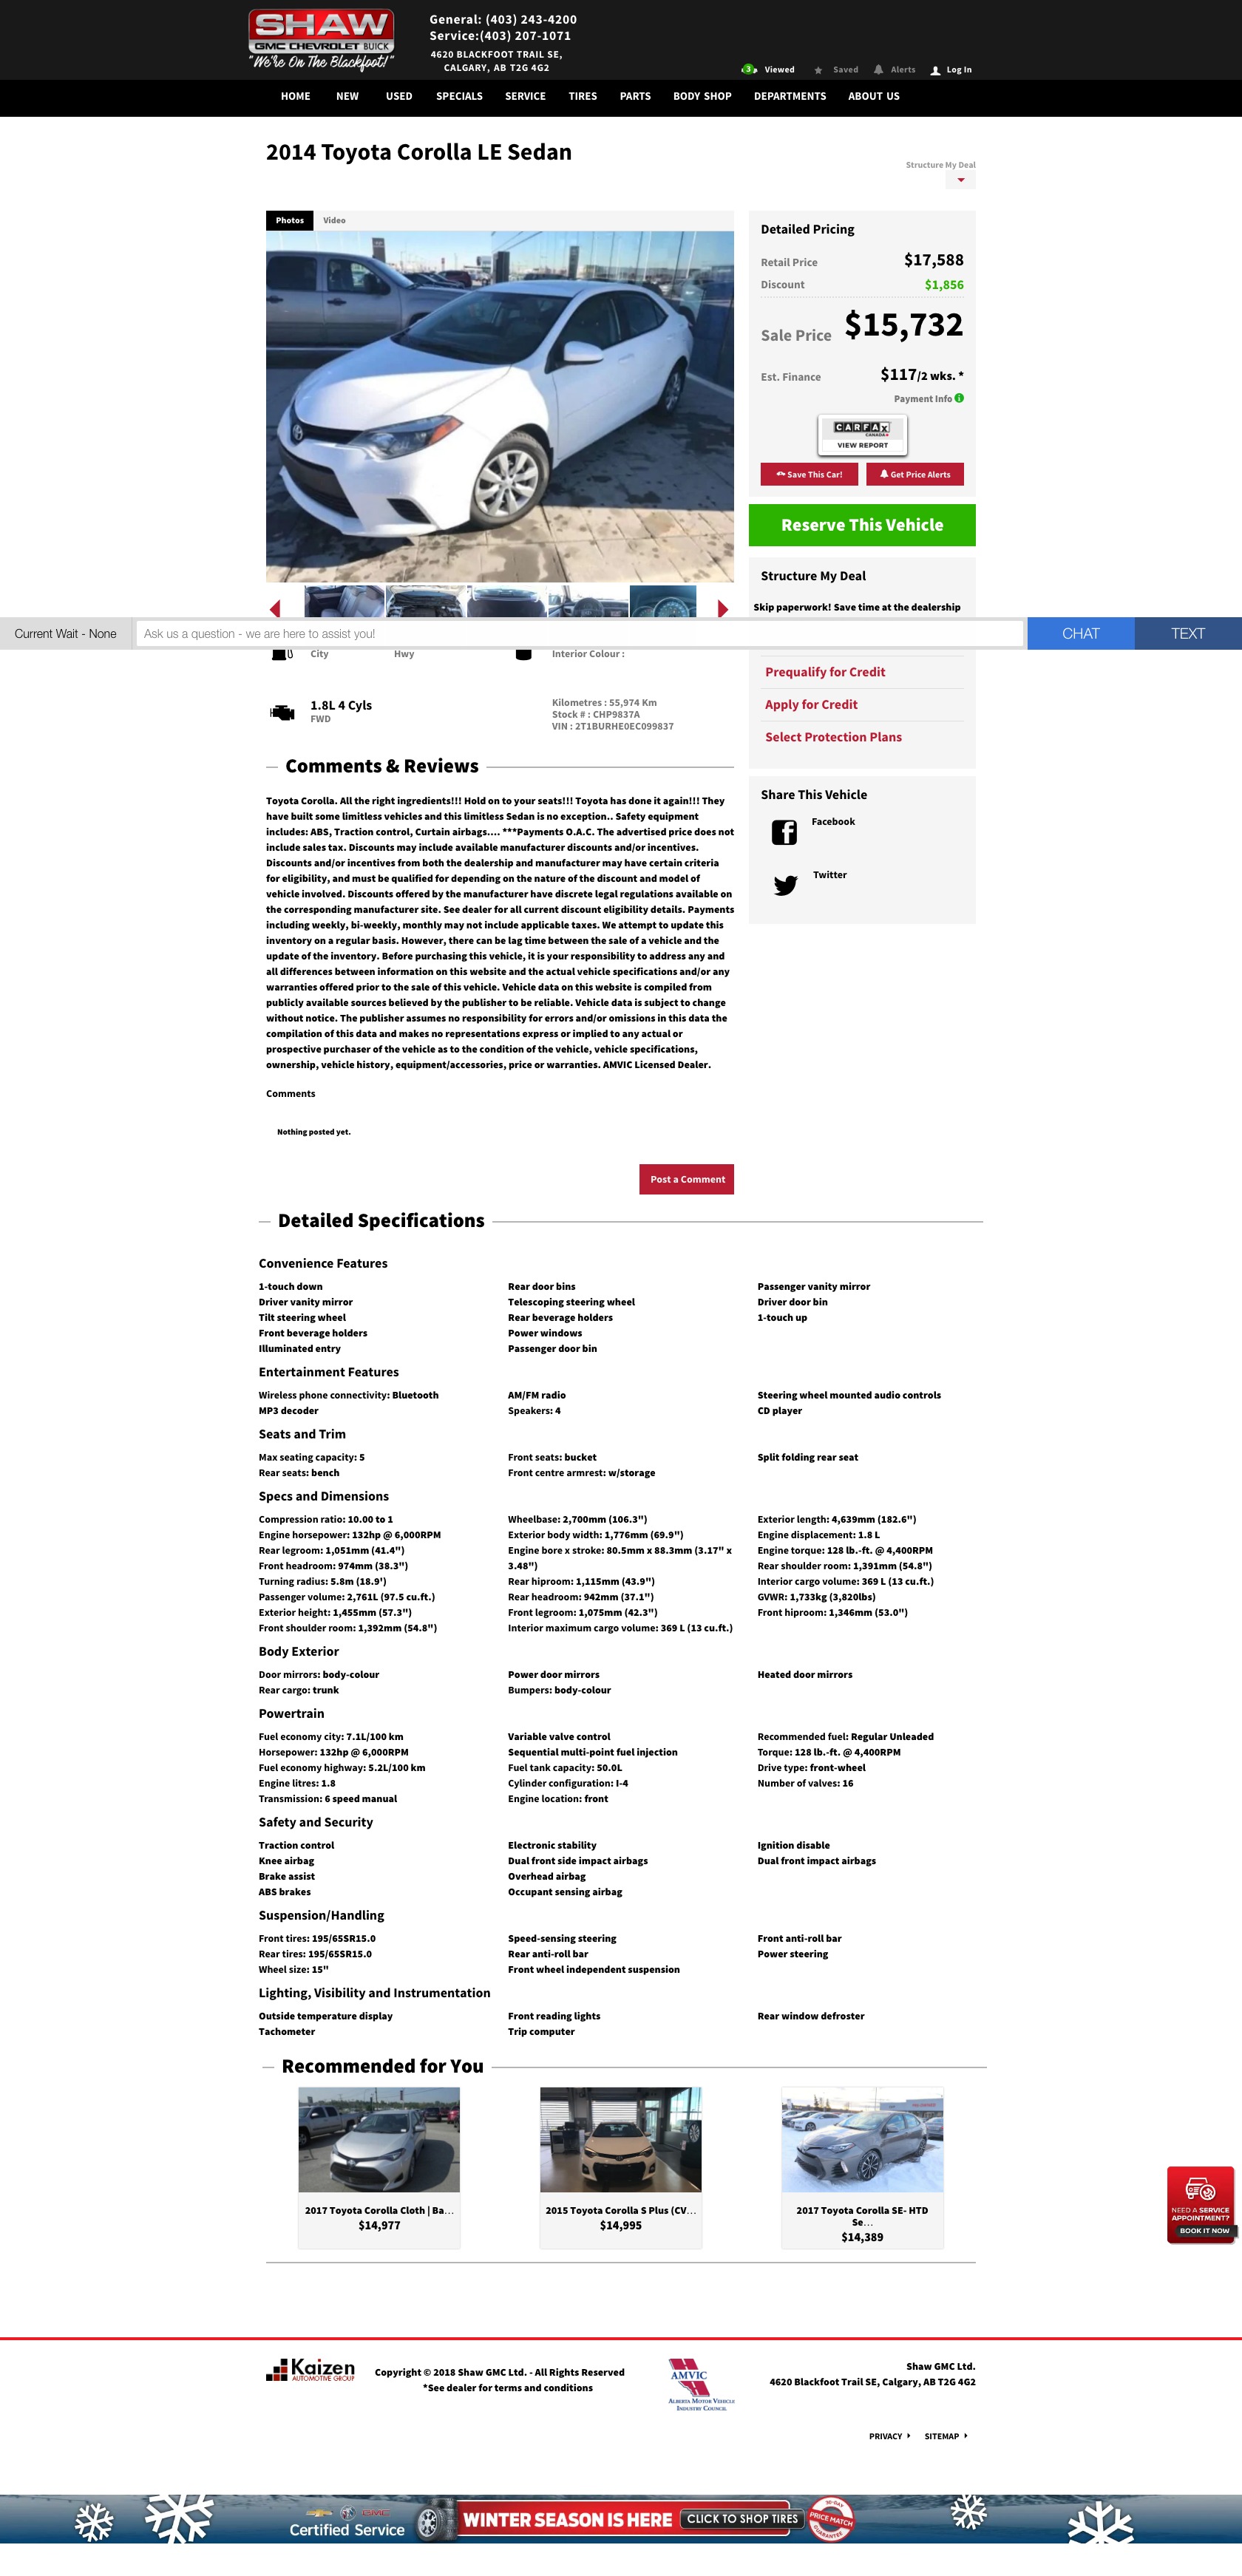 SHAW
GMC CHEVROLET BUICK
"We're On The Blackfoot!"
General: (403) 243-4200
Service:(403) 207-1071
4620 BLACKFOOT TRAIL SE,
CALGARY, AB T2G 4G2
3 Viewed Saved Alerts Log In
HOME NEW USED SPECIALS SERVICE TIRES PARTS BODY SHOP DEPARTMENTS ABOUT US
2014 Toyota Corolla LE Sedan
Structure My Deal
Photos Video
Detailed Pricing
Retail Price $17,588
Discount $1,856
Sale Price $15,732
Est. Finance $117/2 wks. *
Payment Info
CARFAX
CANADA
VIEW REPORT
Save This Car! Get Price Alerts
Reserve This Vehicle
Structure My Deal
Skip paperwork! Save time at the dealership
Current Wait - None Ask us a question - we are here to assist you! CHAT TEXT
City Hwy Interior Colour :
Prequalify for Credit
Apply for Credit
Select Protection Plans
1.8L 4 Cyls
FWD
Kilometres : 55,974 Km
Stock # : CHP9837A
VIN : 2T1BURHE0EC099837
Share This Vehicle
Facebook
Twitter
Comments & Reviews
Toyota Corolla. All the right ingredients!!! Hold on to your seats!!! Toyota has done it again!!! They
have built some limitless vehicles and this limitless Sedan is no exception.. Safety equipment
includes: ABS, Traction control, Curtain airbags.... ***Payments O.A.C. The advertised price does not
include sales tax. Discounts may include available manufacturer discounts and/or incentives.
Discounts and/or incentives from both the dealership and manufacturer may have certain criteria
for eligibility, and must be qualified for depending on the nature of the discount and model of
vehicle involved. Discounts offered by the manufacturer have discrete legal regulations available on
the corresponding manufacturer site. See dealer for all current discount eligibility details. Payments
including weekly, bi-weekly, monthly may not include applicable taxes. We attempt to update this
inventory on a regular basis. However, there can be lag time between the sale of a vehicle and the
update of the inventory. Before purchasing this vehicle, it is your responsibility to address any and
all differences between information on this website and the actual vehicle specifications and/or any
warranties offered prior to the sale of this vehicle. Vehicle data on this website is compiled from
publicly available sources believed by the publisher to be reliable. Vehicle data is subject to change
without notice. The publisher assumes no responsibility for errors and/or omissions in this data the
compilation of this data and makes no representations express or implied to any actual or
prospective purchaser of the vehicle as to the condition of the vehicle, vehicle specifications,
ownership, vehicle history, equipment/accessories, price or warranties. AMVIC Licensed Dealer.
Comments
Nothing posted yet.
Post a Comment
Detailed Specifications
Convenience Features
1-touch down Rear door bins Passenger vanity mirror
Driver vanity mirror Telescoping steering wheel Driver door bin
Tilt steering wheel Rear beverage holders 1-touch up
Front beverage holders Power windows
Illuminated entry Passenger door bin
Entertainment Features
Wireless phone connectivity: Bluetooth AM/FM radio Steering wheel mounted audio controls
MP3 decoder Speakers: 4 CD player
Seats and Trim
Max seating capacity: 5 Front seats: bucket Split folding rear seat
Rear seats: bench Front centre armrest: w/storage
Specs and Dimensions
Compression ratio: 10.00 to 1 Wheelbase: 2,700mm (106.3") Exterior length: 4,639mm (182.6")
Engine horsepower: 132hp @ 6,000RPM Exterior body width: 1,776mm (69.9") Engine displacement: 1.8 L
Rear legroom: 1,051mm (41.4") Engine bore x stroke: 80.5mm x 88.3mm (3.17" x Engine torque: 128 lb.-ft. @ 4,400RPM
Front headroom: 974mm (38.3") 3.48") Rear shoulder room: 1,391mm (54.8")
Turning radius: 5.8m (18.9') Rear hiproom: 1,115mm (43.9") Interior cargo volume: 369 L (13 cu.ft.)
Passenger volume: 2,761L (97.5 cu.ft.) Rear headroom: 942mm (37.1") GVWR: 1,733kg (3,820lbs)
Exterior height: 1,455mm (57.3") Front legroom: 1,075mm (42.3") Front hiproom: 1,346mm (53.0")
Front shoulder room: 1,392mm (54.8") Interior maximum cargo volume: 369 L (13 cu.ft.)
Body Exterior
Door mirrors: body-colour Power door mirrors Heated door mirrors
Rear cargo: trunk Bumpers: body-colour
Powertrain
Fuel economy city: 7.1L/100 km Variable valve control Recommended fuel: Regular Unleaded
Horsepower: 132hp @ 6,000RPM Sequential multi-point fuel injection Torque: 128 lb.-ft. @ 4,400RPM
Fuel economy highway: 5.2L/100 km Fuel tank capacity: 50.0L Drive type: front-wheel
Engine litres: 1.8 Cylinder configuration: I-4 Number of valves: 16
Transmission: 6 speed manual Engine location: front
Safety and Security
Traction control Electronic stability Ignition disable
Knee airbag Dual front side impact airbags Dual front impact airbags
Brake assist Overhead airbag
ABS brakes Occupant sensing airbag
Suspension/Handling
Front tires: 195/65SR15.0 Speed-sensing steering Front anti-roll bar
Rear tires: 195/65SR15.0 Rear anti-roll bar Power steering
Wheel size: 15" Front wheel independent suspension
Lighting, Visibility and Instrumentation
Outside temperature display Front reading lights Rear window defroster
Tachometer Trip computer
Recommended for You
2017 Toyota Corolla Cloth | Ba... 2015 Toyota Corolla S Plus (CV... 2017 Toyota Corolla SE- HTD
Se...
$14,977 $14,995 $14,389
NEED A SERVICE
APPOINTMENT?
BOOK IT NOW
Kaizen
AUTOMOTIVE GROUP
Copyright © 2018 Shaw GMC Ltd. - All Rights Reserved
*See dealer for terms and conditions
AMVIC
ALBERTA MOTOR VEHICLE
INDUSTRY COUNCIL
Shaw GMC Ltd.
4620 Blackfoot Trail SE, Calgary, AB T2G 4G2
PRIVACY SITEMAP
GMC
Certified Service
WINTER SEASON IS HERE CLICK TO SHOP TIRES
30-DAY
PRICE MATCH
GUARANTEE